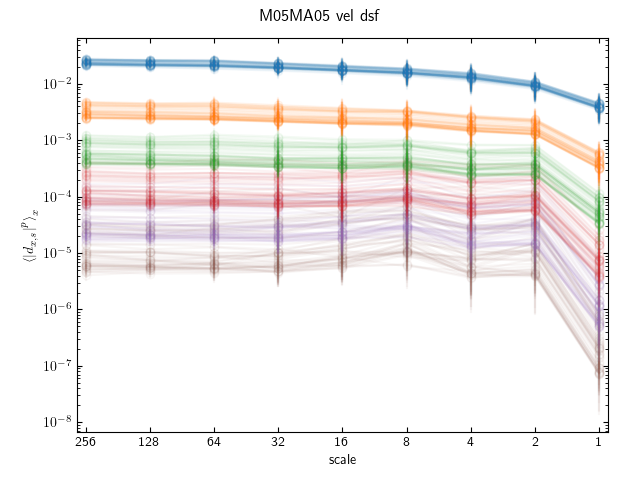 M05MA05 vel dsf
⟨|d_{x,s}|^p⟩_x
10^{-2}
10^{-3}
10^{-4}
10^{-5}
10^{-6}
10^{-7}
10^{-8}
256 128 64 32 16 8 4 2 1
scale